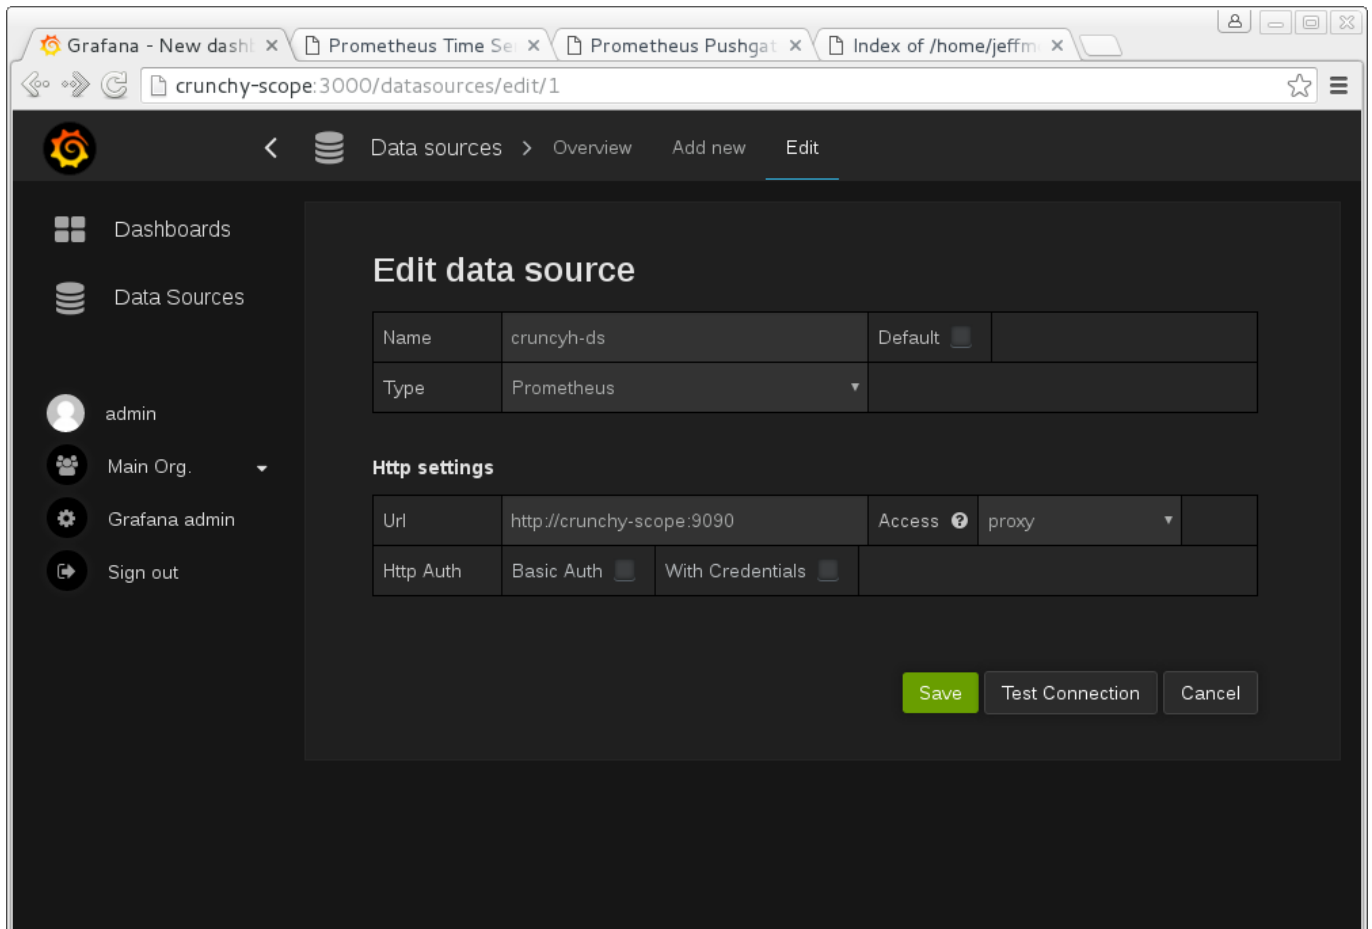 Grafana - New dash
Prometheus Time Se
Prometheus Pushgat
Index of /home/jeffm
crunchy-scope:3000/datasources/edit/1
Data sources > Overview Add new Edit
Dashboards
Data Sources
admin
Main Org.
Grafana admin
Sign out
Edit data source
Name cruncyh-ds Default
Type Prometheus
Http settings
Url http://crunchy-scope:9090 Access ? proxy
Http Auth Basic Auth With Credentials
Save Test Connection Cancel